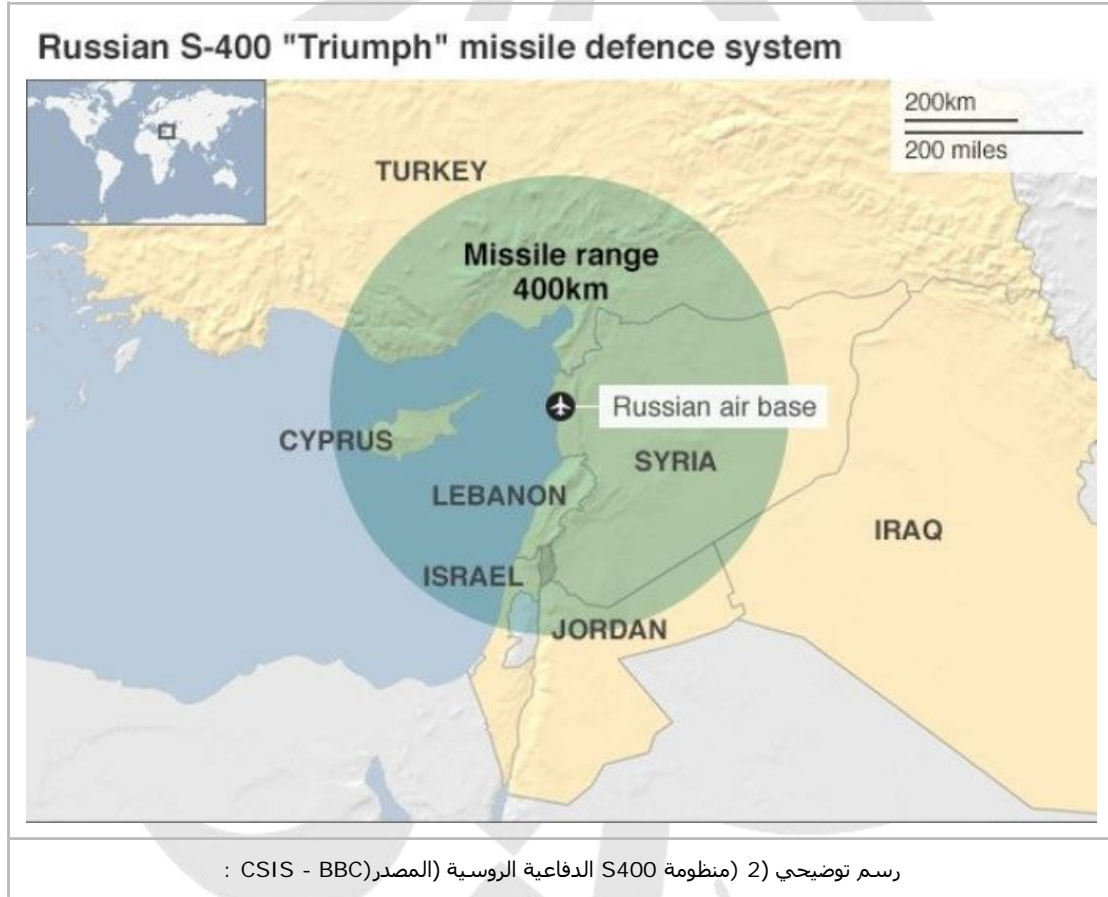 Russian S-400 "Triumph" missile defence system
200km
200 miles
TURKEY
Missile range
400km
Russian air base
CYPRUS
SYRIA
LEBANON
IRAQ
ISRAEL
JORDAN
رسم توضيحي (2 (منظومة S400 الدفاعية الروسية (المصدر(CSIS - BBC :